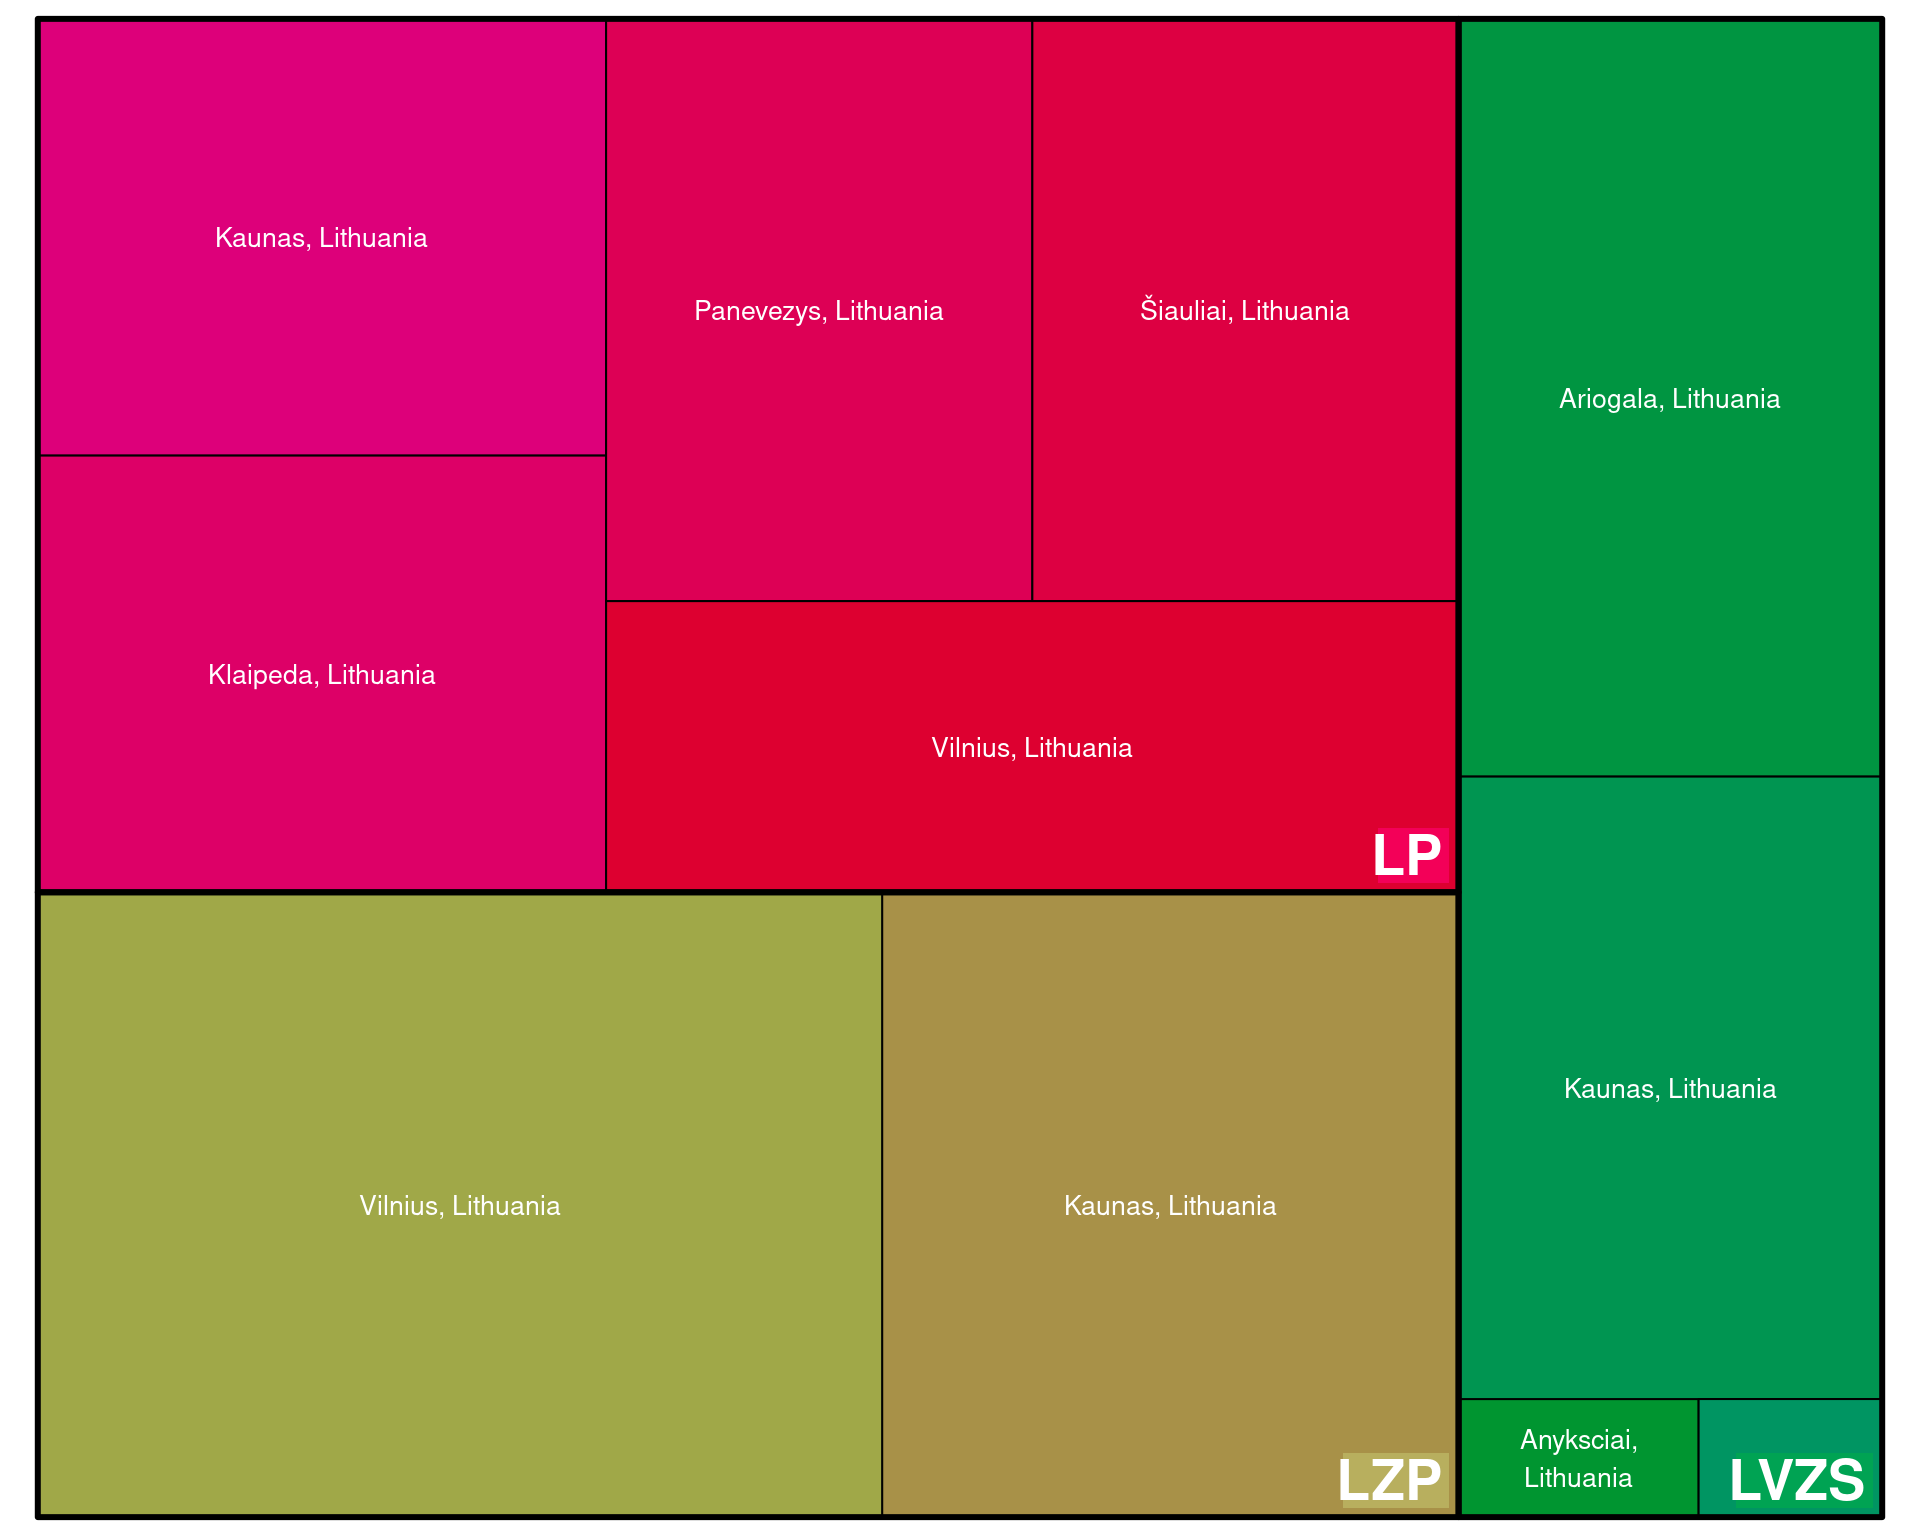 Kaunas, Lithuania
Panevezys, Lithuania
Šiauliai, Lithuania
Ariogala, Lithuania
Klaipeda, Lithuania
Vilnius, Lithuania
LP
Kaunas, Lithuania
Vilnius, Lithuania
Kaunas, Lithuania
LZP
Anyksciai,
Lithuania
LVZS